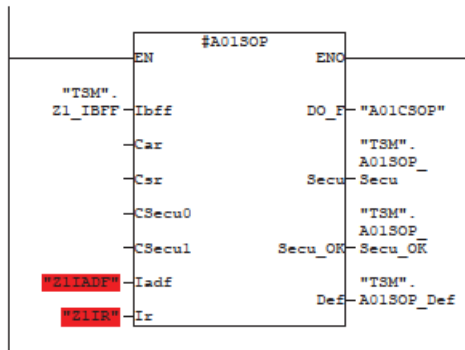 #A01SOP
EN ENO
"TSM".
Z1_IBFF Ibff DO_F "A01CSOP"
Car "TSM".
A01SOP_
Csr Secu Secu
CSecu0 "TSM".
A01SOP_
CSecu1 Secu_OK Secu_OK
"Z1IADF" Iadf "TSM".
Def A01SOP_Def
"Z1IR" Ir